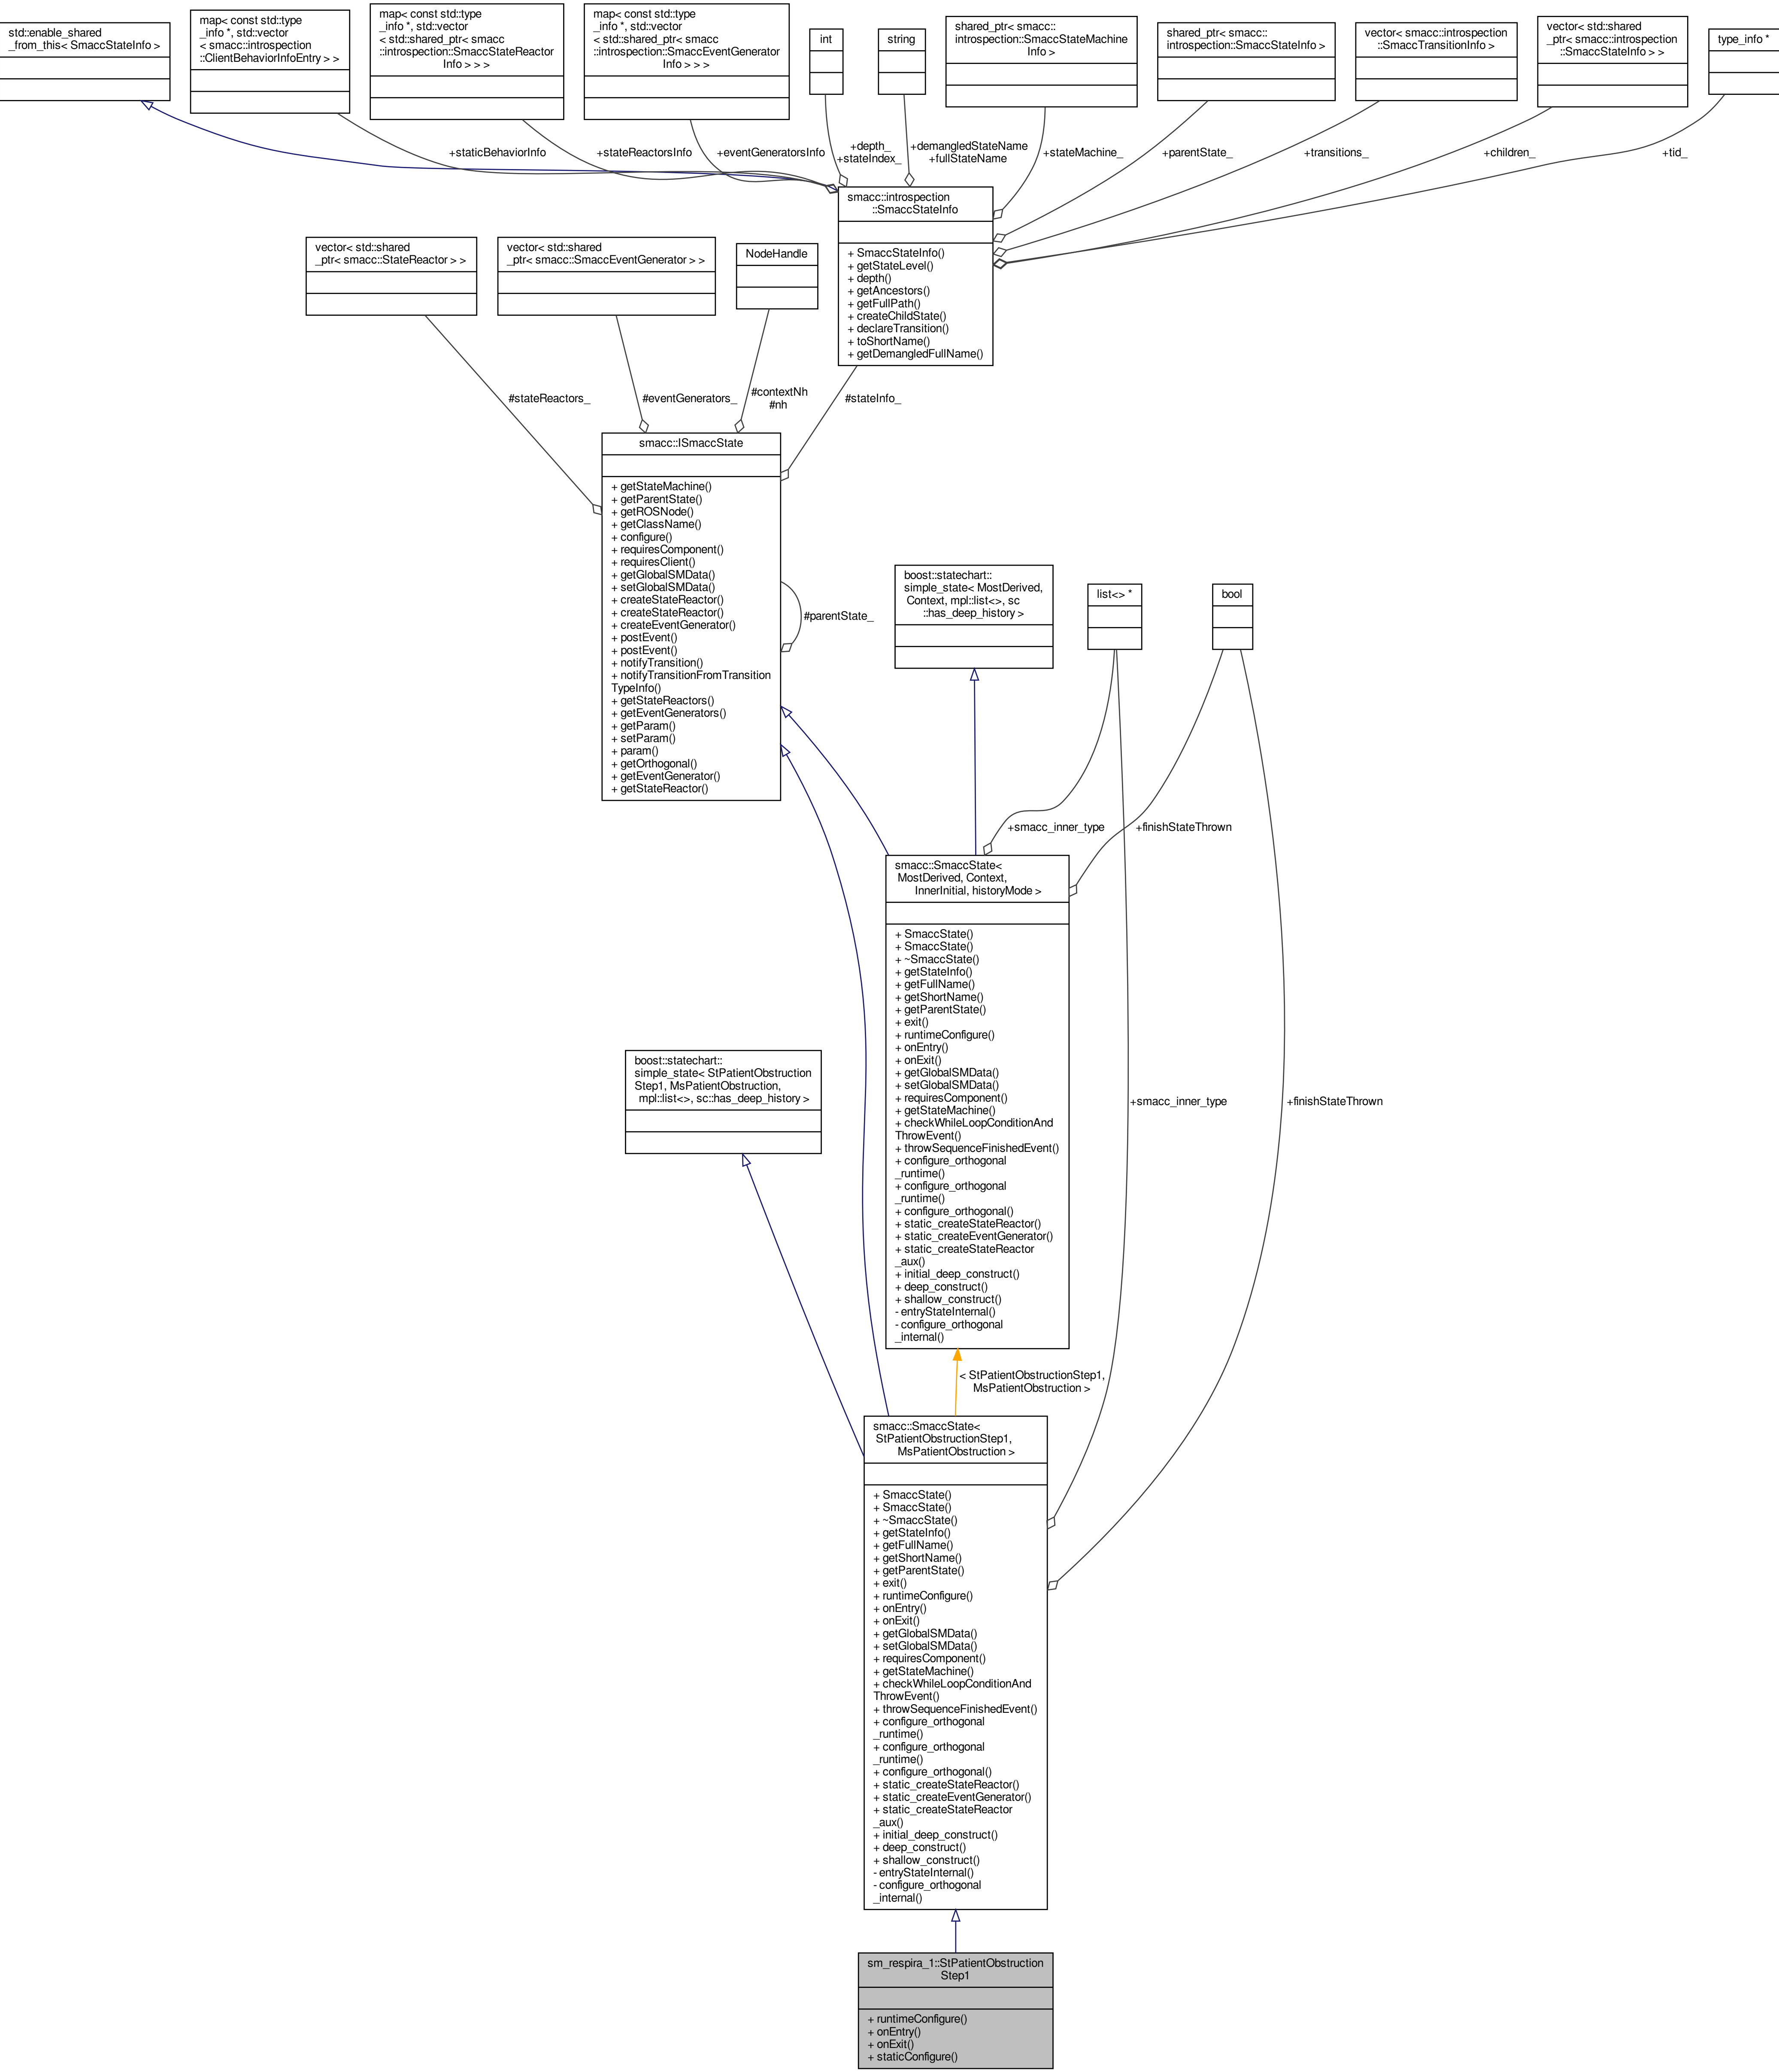 std::enable_shared
_from_this< SmaccStateInfo >
map< const std::type
_info *, std::vector
< smacc::introspection
::ClientBehaviorInfoEntry > >
map< const std::type
_info *, std::vector
< std::shared_ptr< smacc
::introspection::SmaccStateReactor
Info > > >
map< const std::type
_info *, std::vector
< std::shared_ptr< smacc
::introspection::SmaccEventGenerator
Info > > >
int
string
shared_ptr< smacc::
introspection::SmaccStateMachine
Info >
shared_ptr< smacc::
introspection::SmaccStateInfo >
vector< smacc::introspection
::SmaccTransitionInfo >
vector< std::shared
_ptr< smacc::introspection
::SmaccStateInfo > >
type_info *
+staticBehaviorInfo
+stateReactorsInfo
+eventGeneratorsInfo
+depth_
+stateIndex_
+demangledStateName
+fullStateName
+stateMachine_
+parentState_
+transitions_
+children_
+tid_
smacc::introspection
::SmaccStateInfo
+ SmaccStateInfo()
+ getStateLevel()
+ depth()
+ getAncestors()
+ getFullPath()
+ createChildState()
+ declareTransition()
+ toShortName()
+ getDemangledFullName()
vector< std::shared
_ptr< smacc::StateReactor > >
vector< std::shared
_ptr< smacc::SmaccEventGenerator > >
NodeHandle
#stateReactors_
#eventGenerators_
#contextNh
#nh
#stateInfo_
smacc::ISmaccState
+ getStateMachine()
+ getParentState()
+ getROSNode()
+ getClassName()
+ configure()
+ requiresComponent()
+ requiresClient()
+ getGlobalSMData()
+ setGlobalSMData()
+ createStateReactor()
+ createStateReactor()
+ createEventGenerator()
+ postEvent()
+ postEvent()
+ notifyTransition()
+ notifyTransitionFromTransition
TypeInfo()
+ getStateReactors()
+ getEventGenerators()
+ getParam()
+ setParam()
+ param()
+ getOrthogonal()
+ getEventGenerator()
+ getStateReactor()
#parentState_
boost::statechart::
simple_state< MostDerived,
Context, mpl::list<>, sc
::has_deep_history >
list<> *
bool
+smacc_inner_type
+finishStateThrown
smacc::SmaccState<
MostDerived, Context,
InnerInitial, historyMode >
+ SmaccState()
+ SmaccState()
+ ~SmaccState()
+ getStateInfo()
+ getFullName()
+ getShortName()
+ getParentState()
+ exit()
+ runtimeConfigure()
+ onEntry()
+ onExit()
+ getGlobalSMData()
+ setGlobalSMData()
+ requiresComponent()
+ getStateMachine()
+ checkWhileLoopConditionAnd
ThrowEvent()
+ throwSequenceFinishedEvent()
+ configure_orthogonal
_runtime()
+ configure_orthogonal
_runtime()
+ configure_orthogonal()
+ static_createStateReactor()
+ static_createEventGenerator()
+ static_createStateReactor
_aux()
+ initial_deep_construct()
+ deep_construct()
+ shallow_construct()
- entryStateInternal()
- configure_orthogonal
_internal()
boost::statechart::
simple_state< StPatientObstruction
Step1, MsPatientObstruction,
mpl::list<>, sc::has_deep_history >
+smacc_inner_type
+finishStateThrown
< StPatientObstructionStep1,
MsPatientObstruction >
smacc::SmaccState<
StPatientObstructionStep1,
MsPatientObstruction >
+ SmaccState()
+ SmaccState()
+ ~SmaccState()
+ getStateInfo()
+ getFullName()
+ getShortName()
+ getParentState()
+ exit()
+ runtimeConfigure()
+ onEntry()
+ onExit()
+ getGlobalSMData()
+ setGlobalSMData()
+ requiresComponent()
+ getStateMachine()
+ checkWhileLoopConditionAnd
ThrowEvent()
+ throwSequenceFinishedEvent()
+ configure_orthogonal
_runtime()
+ configure_orthogonal
_runtime()
+ configure_orthogonal()
+ static_createStateReactor()
+ static_createEventGenerator()
+ static_createStateReactor
_aux()
+ initial_deep_construct()
+ deep_construct()
+ shallow_construct()
- entryStateInternal()
- configure_orthogonal
_internal()
sm_respira_1::StPatientObstruction
Step1
+ runtimeConfigure()
+ onEntry()
+ onExit()
+ staticConfigure()